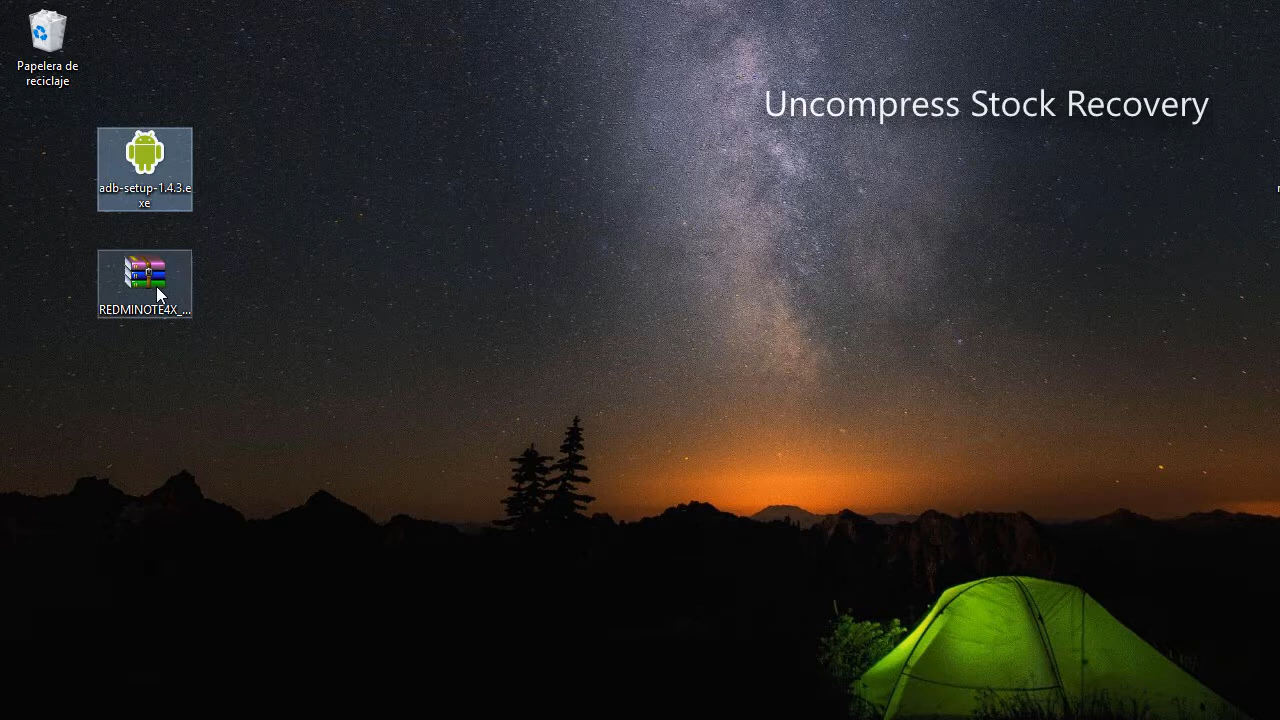 Papelera de
reciclaje
Uncompress Stock Recovery
adb-setup-1.4.3.e
xe
REDMINOTE4X_...